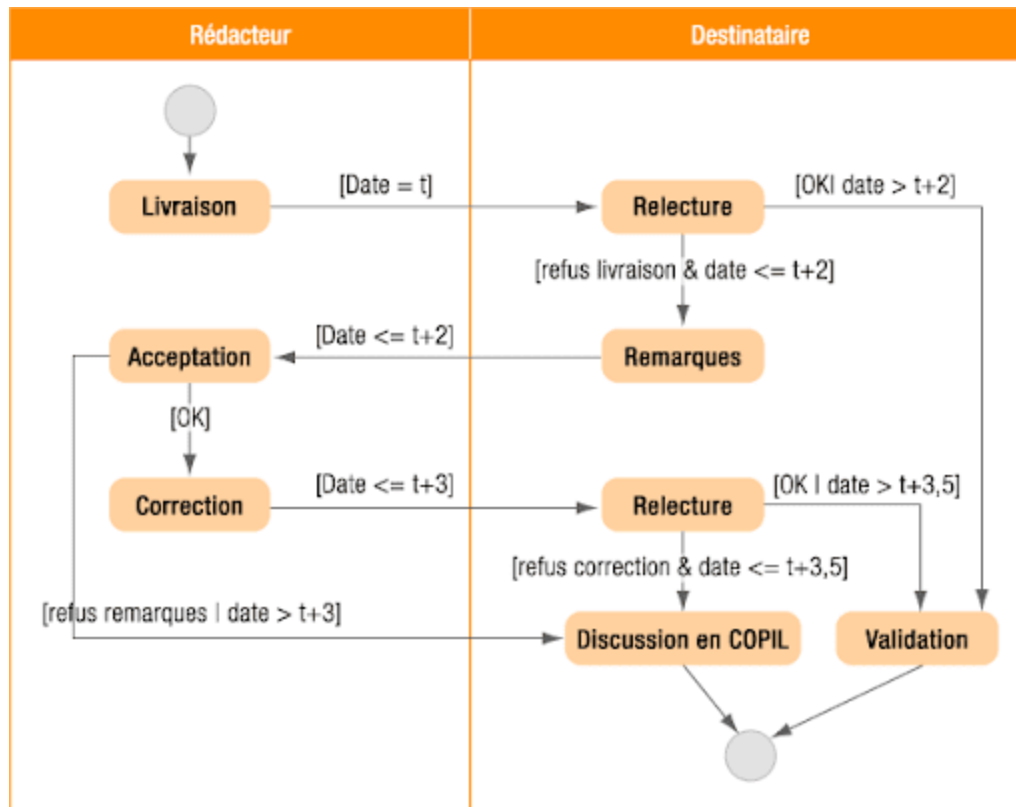 Rédacteur
Destinataire
[Date = t]
[OK| date > t+2]
Livraison
Relecture
[refus livraison & date <= t+2]
[Date <= t+2]
Acceptation
Remarques
[OK]
[Date <= t+3]
[OK | date > t+3,5]
Correction
Relecture
[refus correction & date <= t+3,5]
[refus remarques | date > t+3]
Discussion en COPIL
Validation